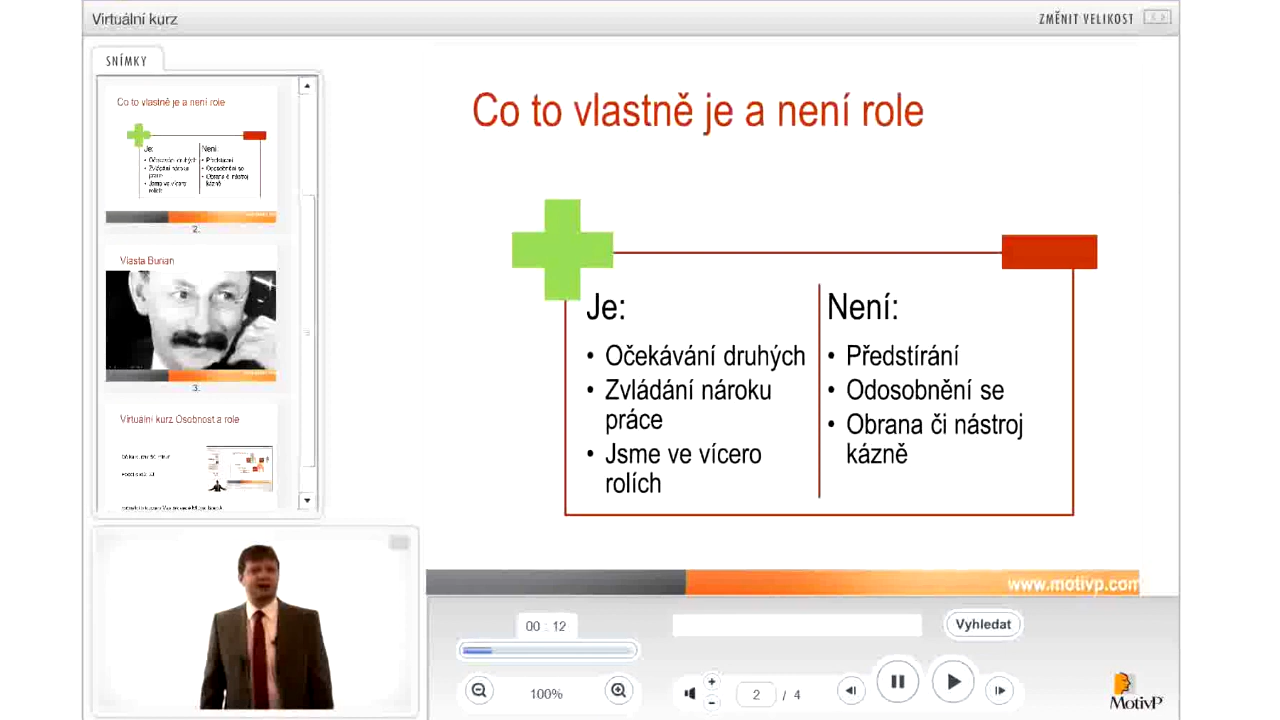 Virtuální kurz
ZMĚNIT VELIKOST
SNÍMKY
Co to vlastně je a není role
Je:
Není:
• Očekávání druhých
• Předstírání
• Zvládání nároku
• Odosobnění se
práce
• Obrana či nástroj
• Jsme ve vícero
kázně
rolích
2.
Vlasta Burian
3.
Virtuální kurz Osobnost a role
Co to vlastně je a není role
Je:
• Očekávání druhých
• Zvládání nároku
práce
• Jsme ve vícero
rolích
Není:
• Předstírání
• Odosobnění se
• Obrana či nástroj
kázně
www.motivp.com
00 : 12
Vyhledat
100%
2 / 4
MotivP